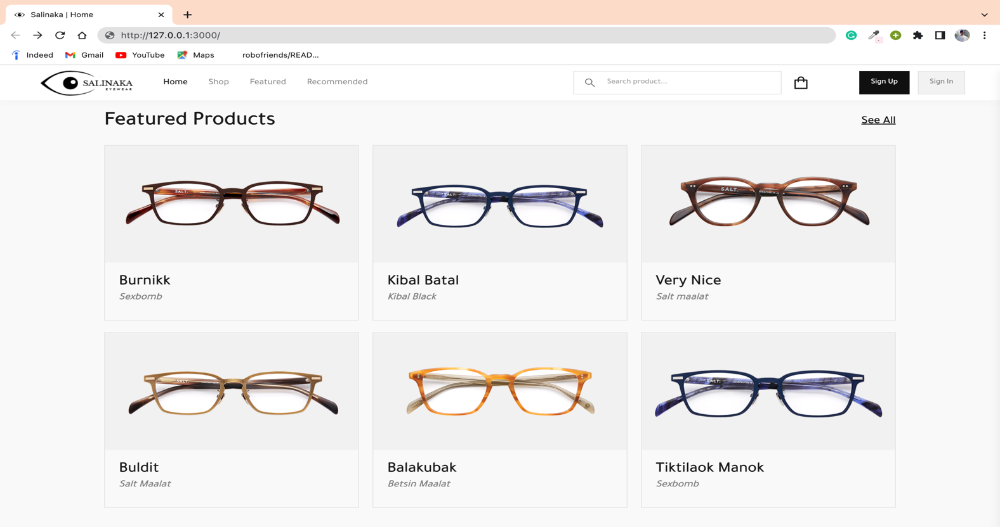 Salinaka | Home
http://127.0.0.1:3000/
Indeed Gmail YouTube Maps robofriends/READ...
SALINAKA
EYEWEAR
Home Shop Featured Recommended Search product... Sign Up Sign In
Featured Products See All
SALT. SALT. SALT.
Burnikk Kibal Batal Very Nice
Sexbomb Kibal Black Salt maalat
SALT. SALT.
Buldit Balakubak Tiktilaok Manok
Salt Maalat Betsin Maalat Sexbomb